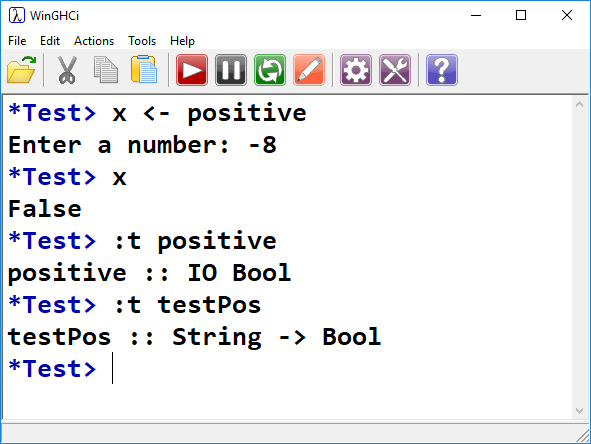 WinGHCi
File Edit Actions Tools Help
*Test> x <- positive
Enter a number: -8
*Test> x
False
*Test> :t positive
positive :: IO Bool
*Test> :t testPos
testPos :: String -> Bool
*Test>